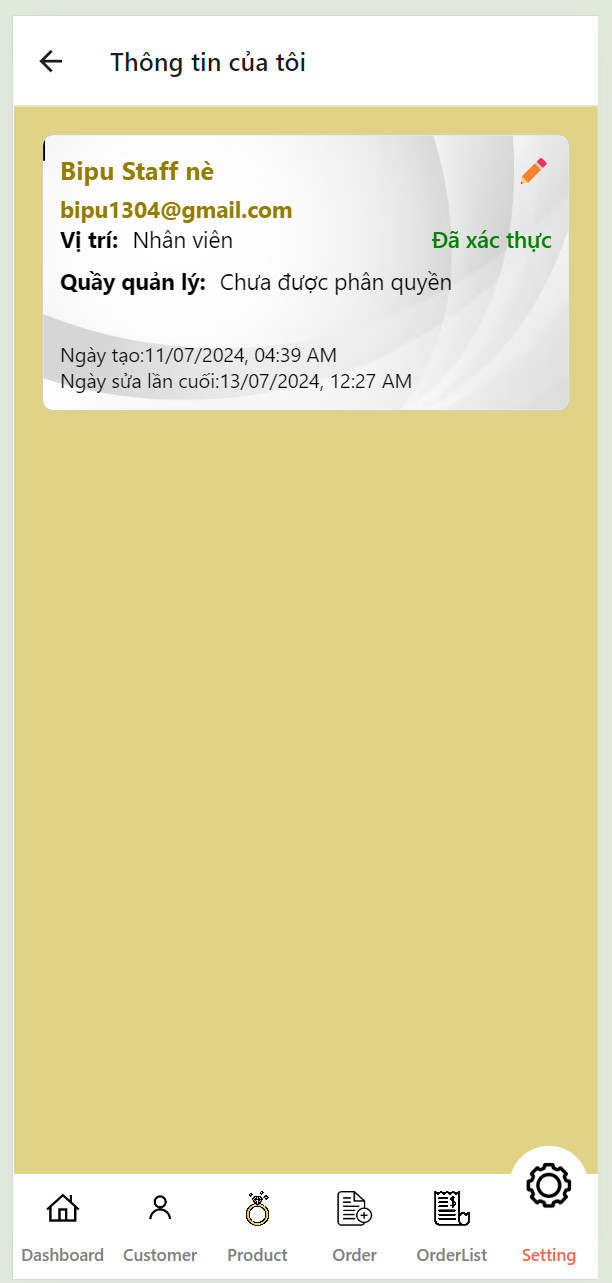 Thông tin của tôi
Bipu Staff nè
bipu1304@gmail.com
Vị trí: Nhân viên Đã xác thực
Quầy quản lý: Chưa được phân quyền
Ngày tạo:11/07/2024, 04:39 AM
Ngày sửa lần cuối:13/07/2024, 12:27 AM
Dashboard Customer Product Order OrderList Setting